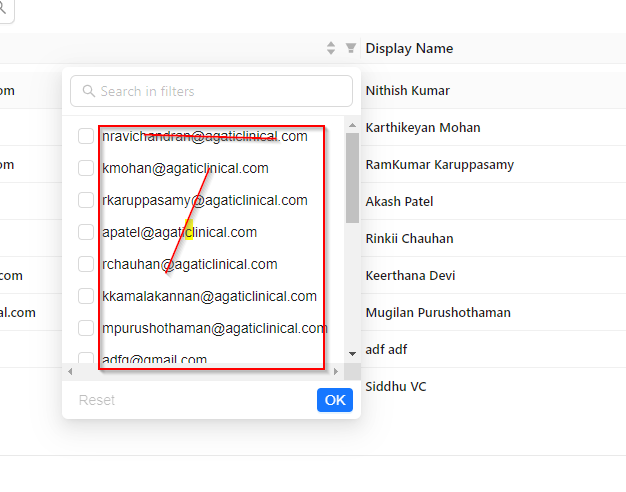 Display Name
.com
Search in filters
Nithish Kumar
nravichandran@agaticlinical.com
Karthikeyan Mohan
kmohan@agaticlinical.com
RamKumar Karuppasamy
rkaruppasamy@agaticlinical.com
Akash Patel
apatel@agaticlinical.com
Rinkii Chauhan
rchauhan@agaticlinical.com
.com
Keerthana Devi
kkamalakannan@agaticlinical.com
al.com
Mugilan Purushothaman
mpurushothaman@agaticlinical.com
adf adf
adfg@gmail.com
Siddhu VC
Reset
OK